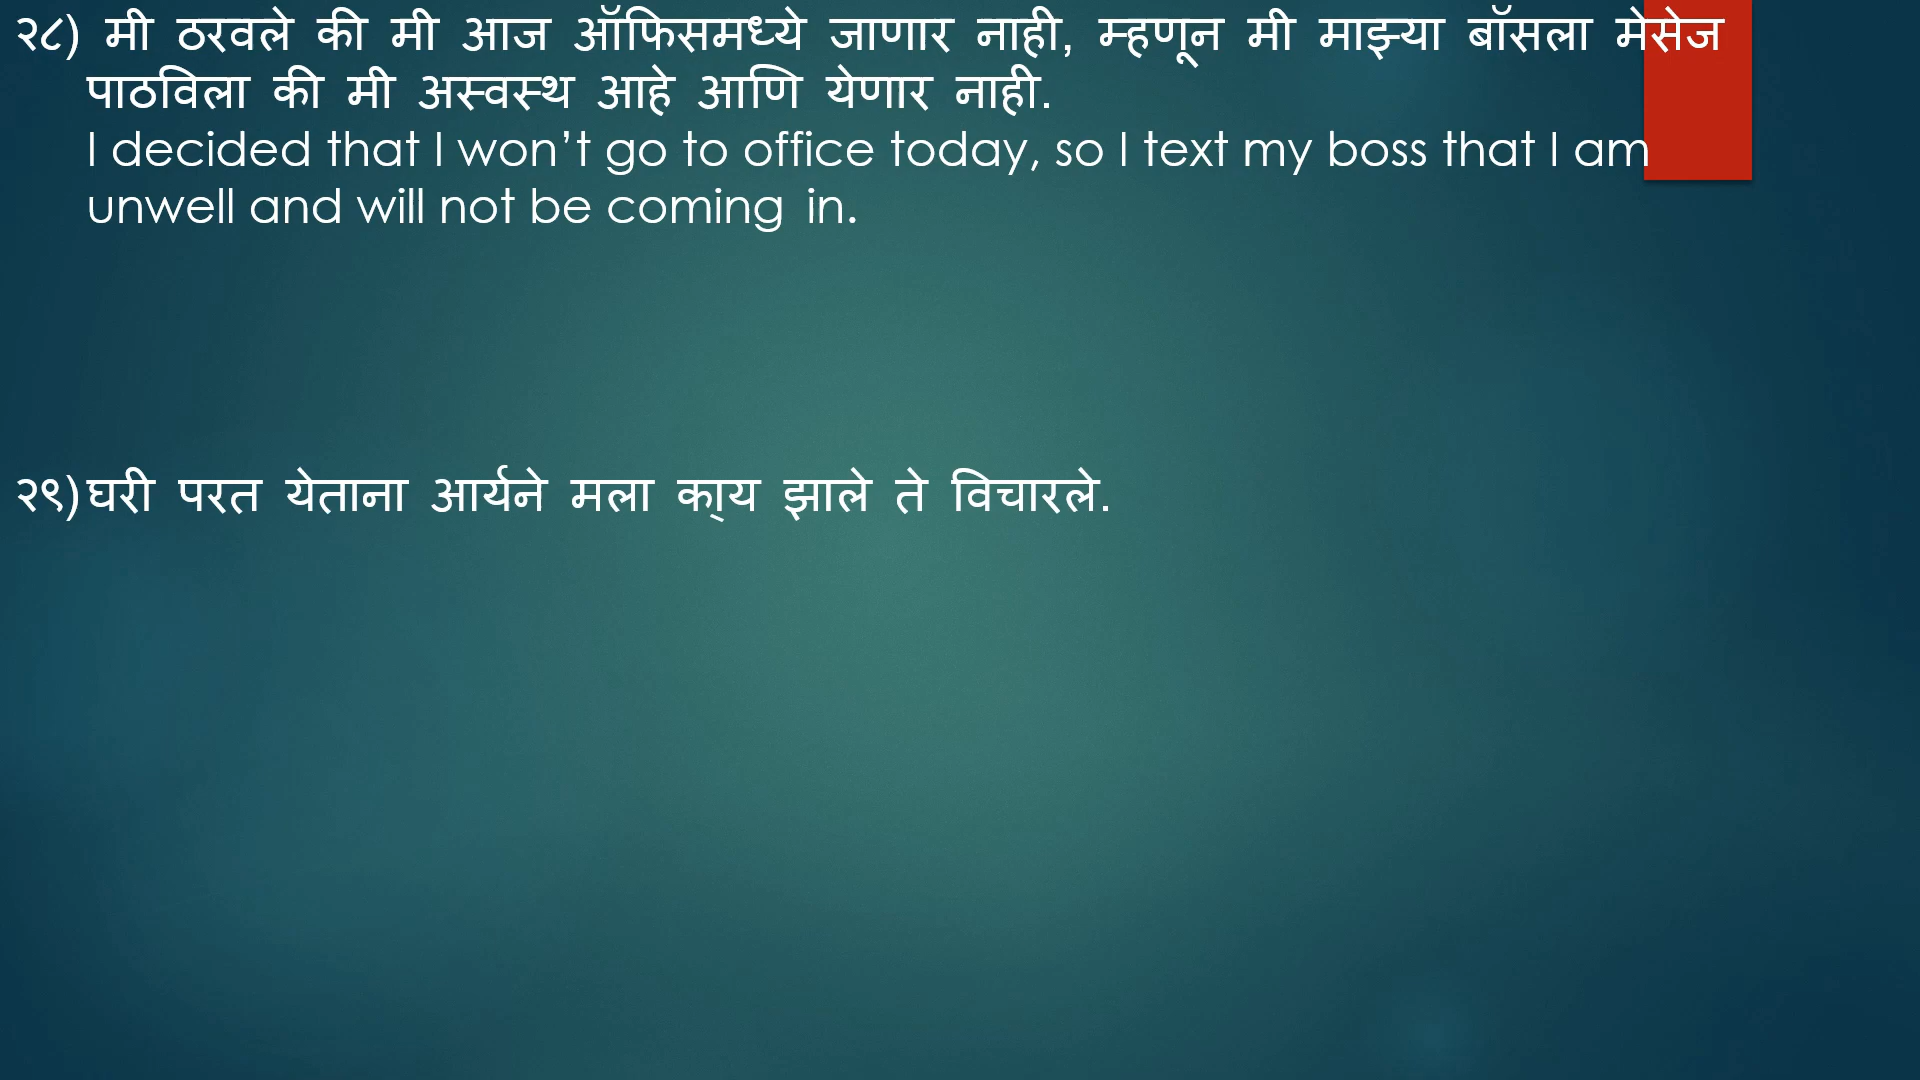 २८) मी ठरवले की मी आज ऑफिसमध्ये जाणार नाही, म्हणून मी माझ्या बॉसला मेसेज
पाठविला की मी अस्वस्थ आहे आणि येणार नाही.
I decided that I won’t go to office today, so I text my boss that I am
unwell and will not be coming in.
२९) घरी परत येताना आर्यने मला का्य झाले ते विचारले.